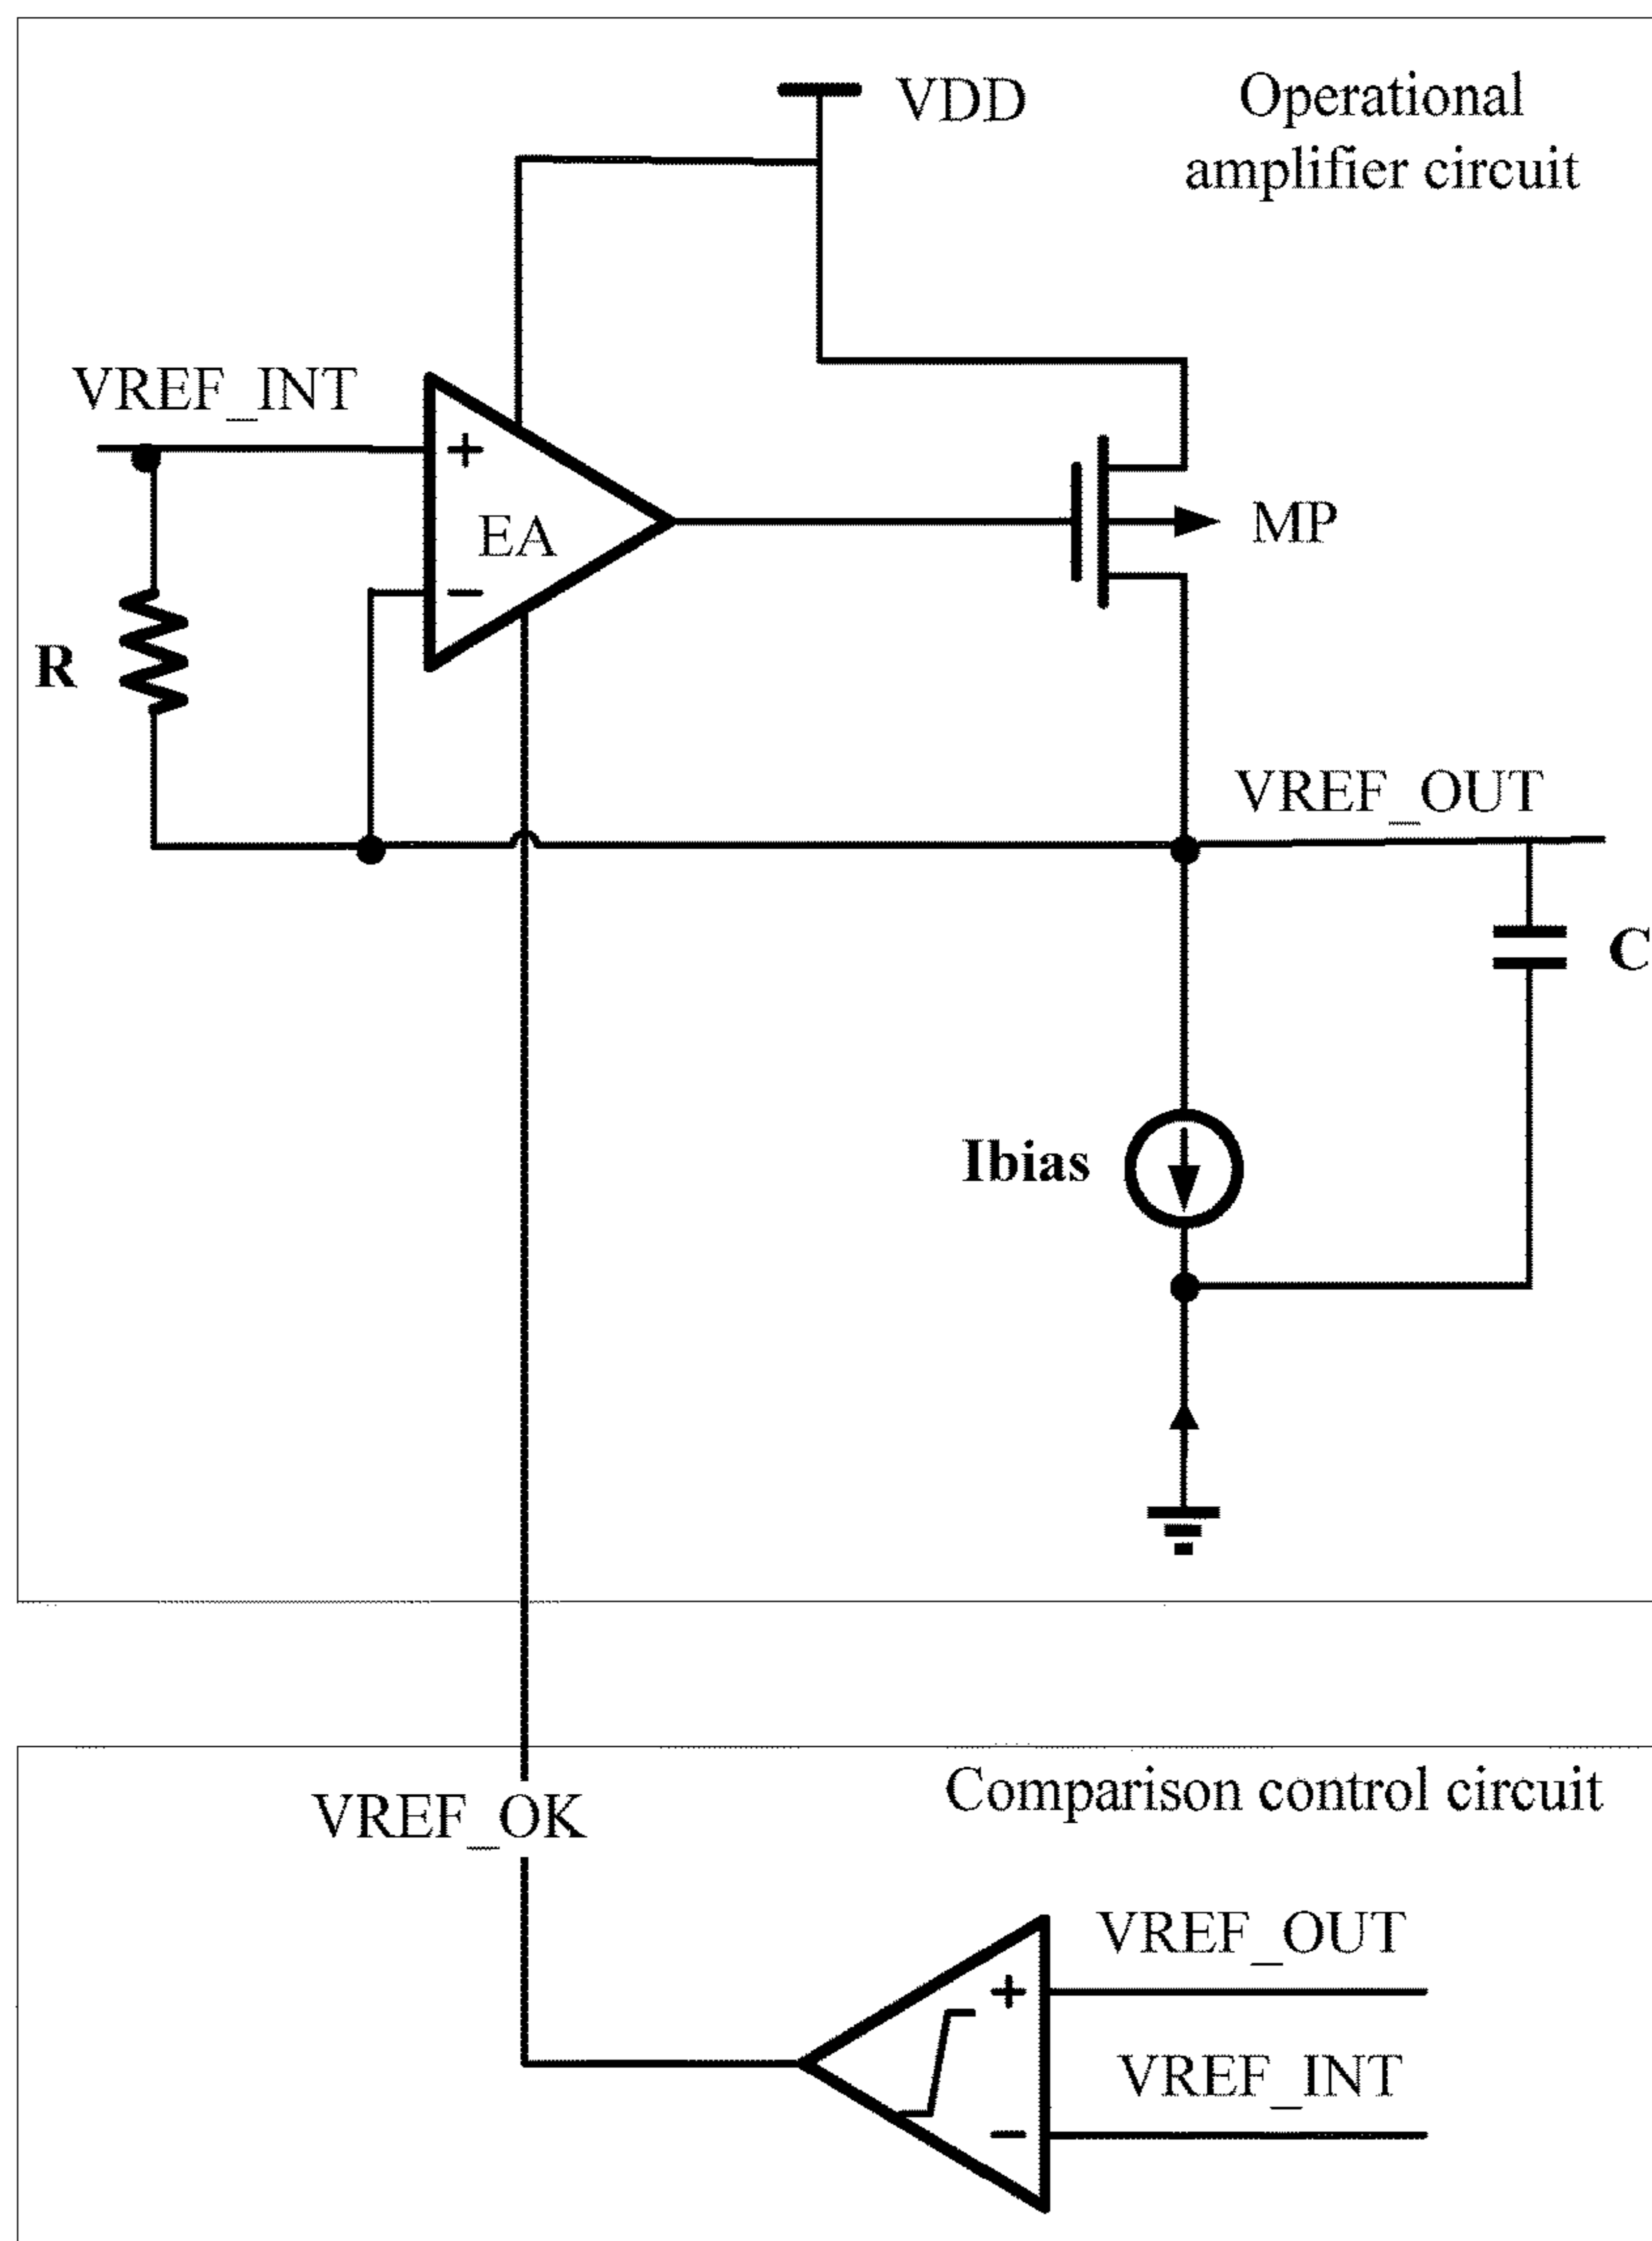 VDD
Operational
amplifier circuit
VREF_INT
+
EA
−
MP
R
VREF_OUT
C
Ibias
Comparison control circuit
VREF_OK
VREF_OUT
+
VREF_INT
−